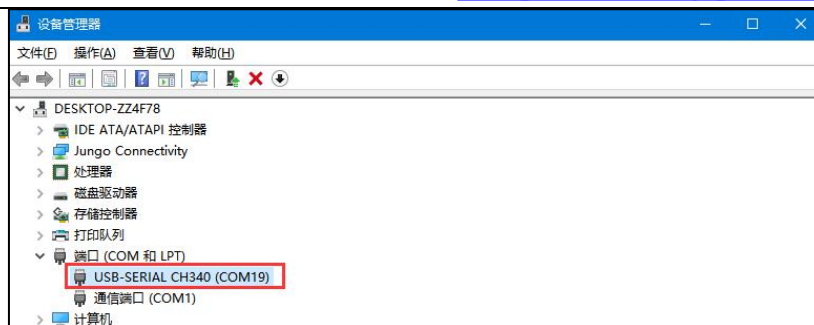 设备管理器
文件(F) 操作(A) 查看(V) 帮助(H)
DESKTOP-ZZ4F78
IDE ATA/ATAPI 控制器
Jungo Connectivity
处理器
磁盘驱动器
存储控制器
打印队列
端口 (COM 和 LPT)
USB-SERIAL CH340 (COM19)
通信端口 (COM1)
计算机